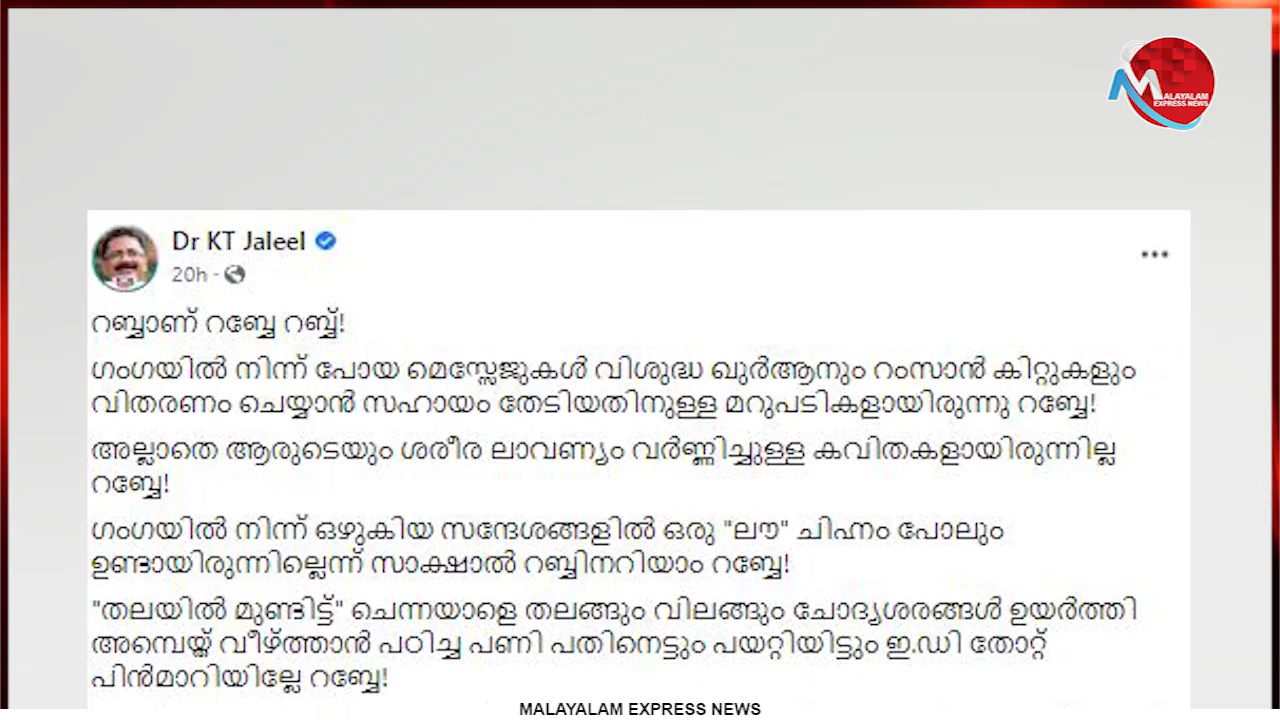 MALAYALAM
EXPRESS NEWS
Dr KT Jaleel
20h
റബ്ബാണ് റബ്ബേ റബ്ബ്!
ഗംഗയിൽ നിന്ന് പോയ മെസ്സേജുകൾ വിശുദ്ധ ഖുർആനും റംസാൻ കിറ്റുകളും
വിതരണം ചെയ്യാൻ സഹായം തേടിയതിനുള്ള മറുപടികളായിരുന്നു റബ്ബേ!
അല്ലാതെ ആരുടെയും ശരീര ലാവണ്യം വർണ്ണിച്ചുള്ള കവിതകളായിരുന്നില്ല
റബ്ബേ!
ഗംഗയിൽ നിന്ന് ഒഴുകിയ സന്ദേശങ്ങളിൽ ഒരു "ലൗ" ചിഹ്നം പോലും
ഉണ്ടായിരുന്നില്ലെന്ന് സാക്ഷാൽ റബ്ബിനറിയാം റബ്ബേ!
"തലയിൽ മുണ്ടിട്ട്" ചെന്നയാളെ തലങ്ങും വിലങ്ങും ചോദ്യശരങ്ങൾ ഉയർത്തി
അമ്പെയ്ത് വീഴ്ത്താൻ പഠിച്ച പണി പതിനെട്ടും പയറ്റിയിട്ടും ഇ.ഡി തോറ്റ്
പിൻമാറിയില്ലേ റബ്ബേ!
MALAYALAM EXPRESS NEWS